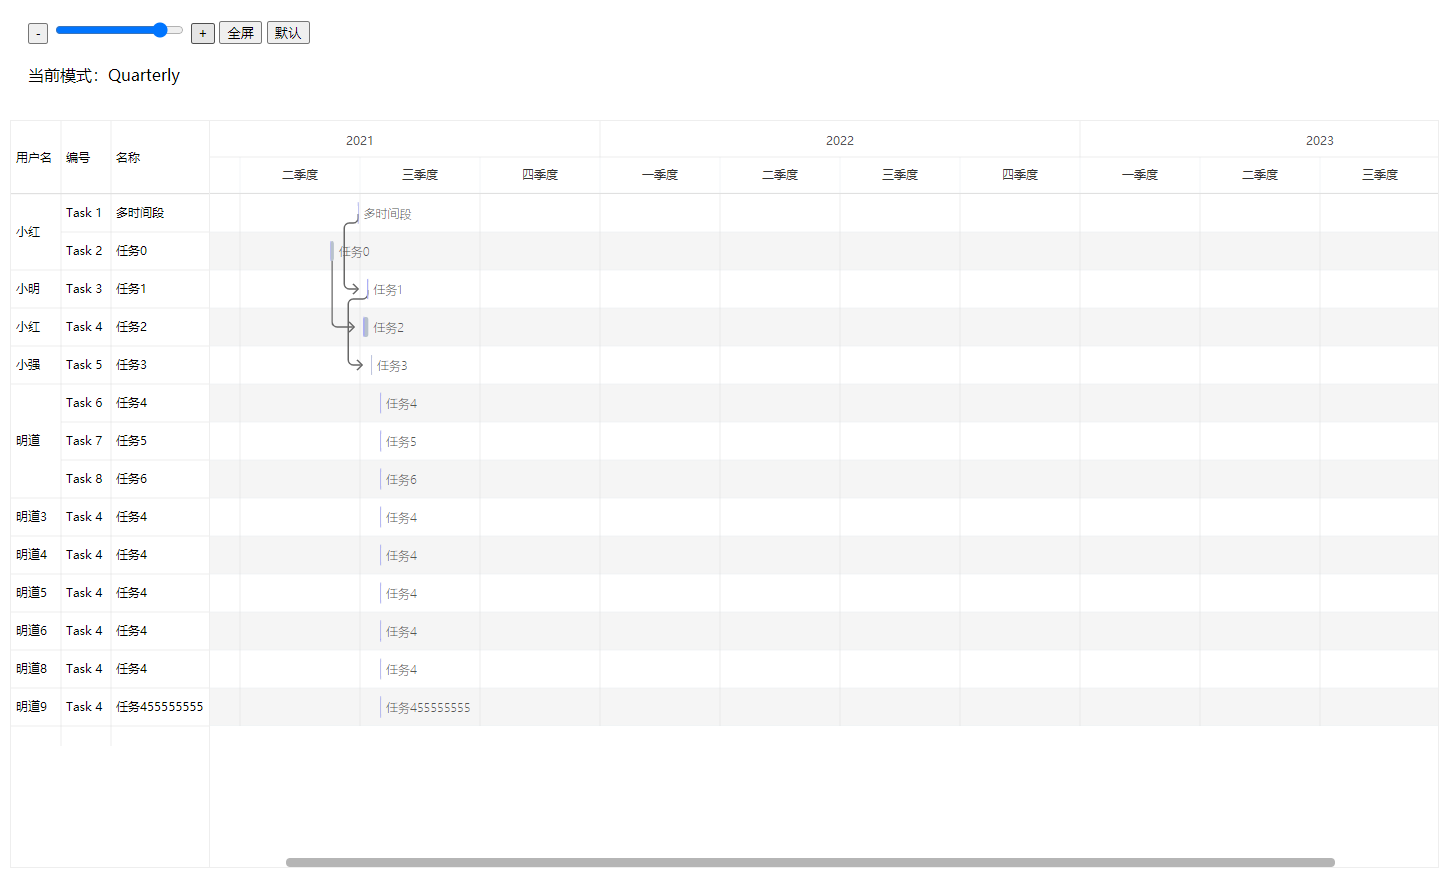 - + 全屏 默认
当前模式：Quarterly
2021 2022 2023
用户名 编号 名称
二季度 三季度 四季度 一季度 二季度 三季度 四季度 一季度 二季度 三季度
小红
Task 1 多时间段 多时间段
Task 2 任务0 任务0
小明 Task 3 任务1 任务1
小红 Task 4 任务2 任务2
小强 Task 5 任务3 任务3
Task 6 任务4 任务4
明道 Task 7 任务5 任务5
Task 8 任务6 任务6
明道3 Task 4 任务4 任务4
明道4 Task 4 任务4 任务4
明道5 Task 4 任务4 任务4
明道6 Task 4 任务4 任务4
明道8 Task 4 任务4 任务4
明道9 Task 4 任务455555555 任务455555555